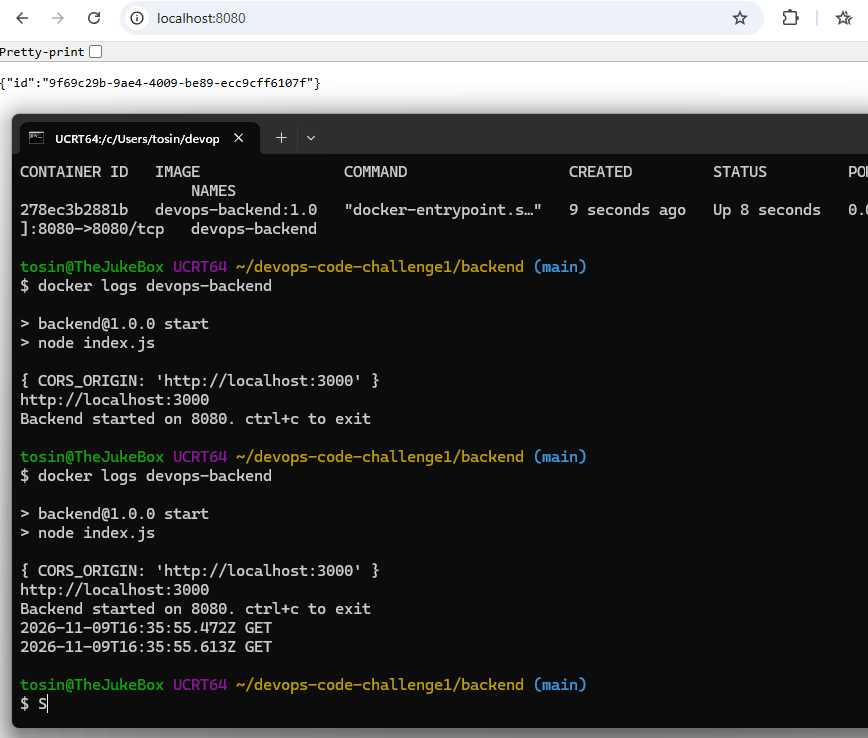 localhost:8080
Pretty-print
{"id":"9f69c29b-9ae4-4009-be89-ecc9cff6107f"}
UCRT64:/c/Users/tosin/devop
CONTAINER ID   IMAGE                COMMAND                  CREATED         STATUS         PO
                   NAMES
278ec3b2881b   devops-backend:1.0   "docker-entrypoint.s…"   9 seconds ago   Up 8 seconds   0.
]:8080->8080/tcp   devops-backend
tosin@TheJukeBox UCRT64 ~/devops-code-challenge1/backend (main)
$ docker logs devops-backend
> backend@1.0.0 start
> node index.js
{ CORS_ORIGIN: 'http://localhost:3000' }
http://localhost:3000
Backend started on 8080. ctrl+c to exit
tosin@TheJukeBox UCRT64 ~/devops-code-challenge1/backend (main)
$ docker logs devops-backend
> backend@1.0.0 start
> node index.js
{ CORS_ORIGIN: 'http://localhost:3000' }
http://localhost:3000
Backend started on 8080. ctrl+c to exit
2026-11-09T16:35:55.472Z GET
2026-11-09T16:35:55.613Z GET
tosin@TheJukeBox UCRT64 ~/devops-code-challenge1/backend (main)
$ S